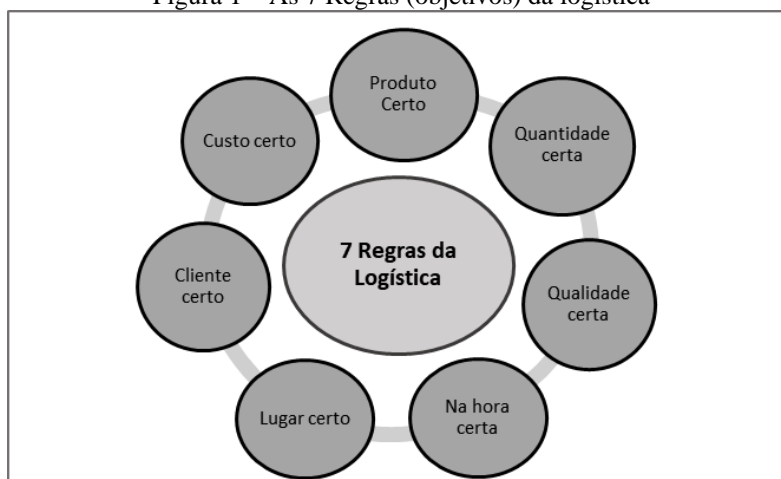 Figura 1 – As 7 Regras (objetivos) da logística
Produto
Certo
Quantidade
certa
Qualidade
certa
Na hora
certa
Lugar certo
Cliente
certo
Custo certo
7 Regras da
Logística